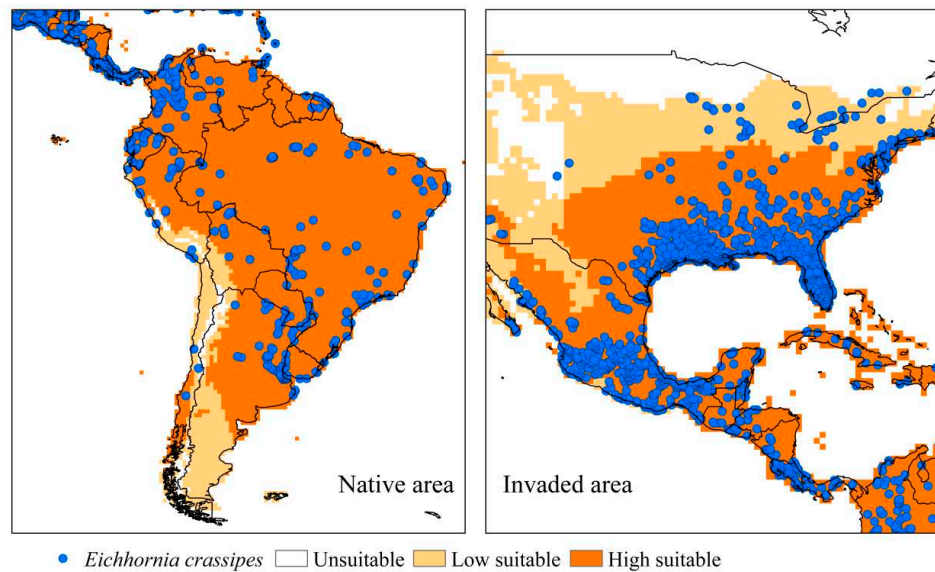 Native area
Invaded area
Eichhornia crassipes Unsuitable Low suitable High suitable